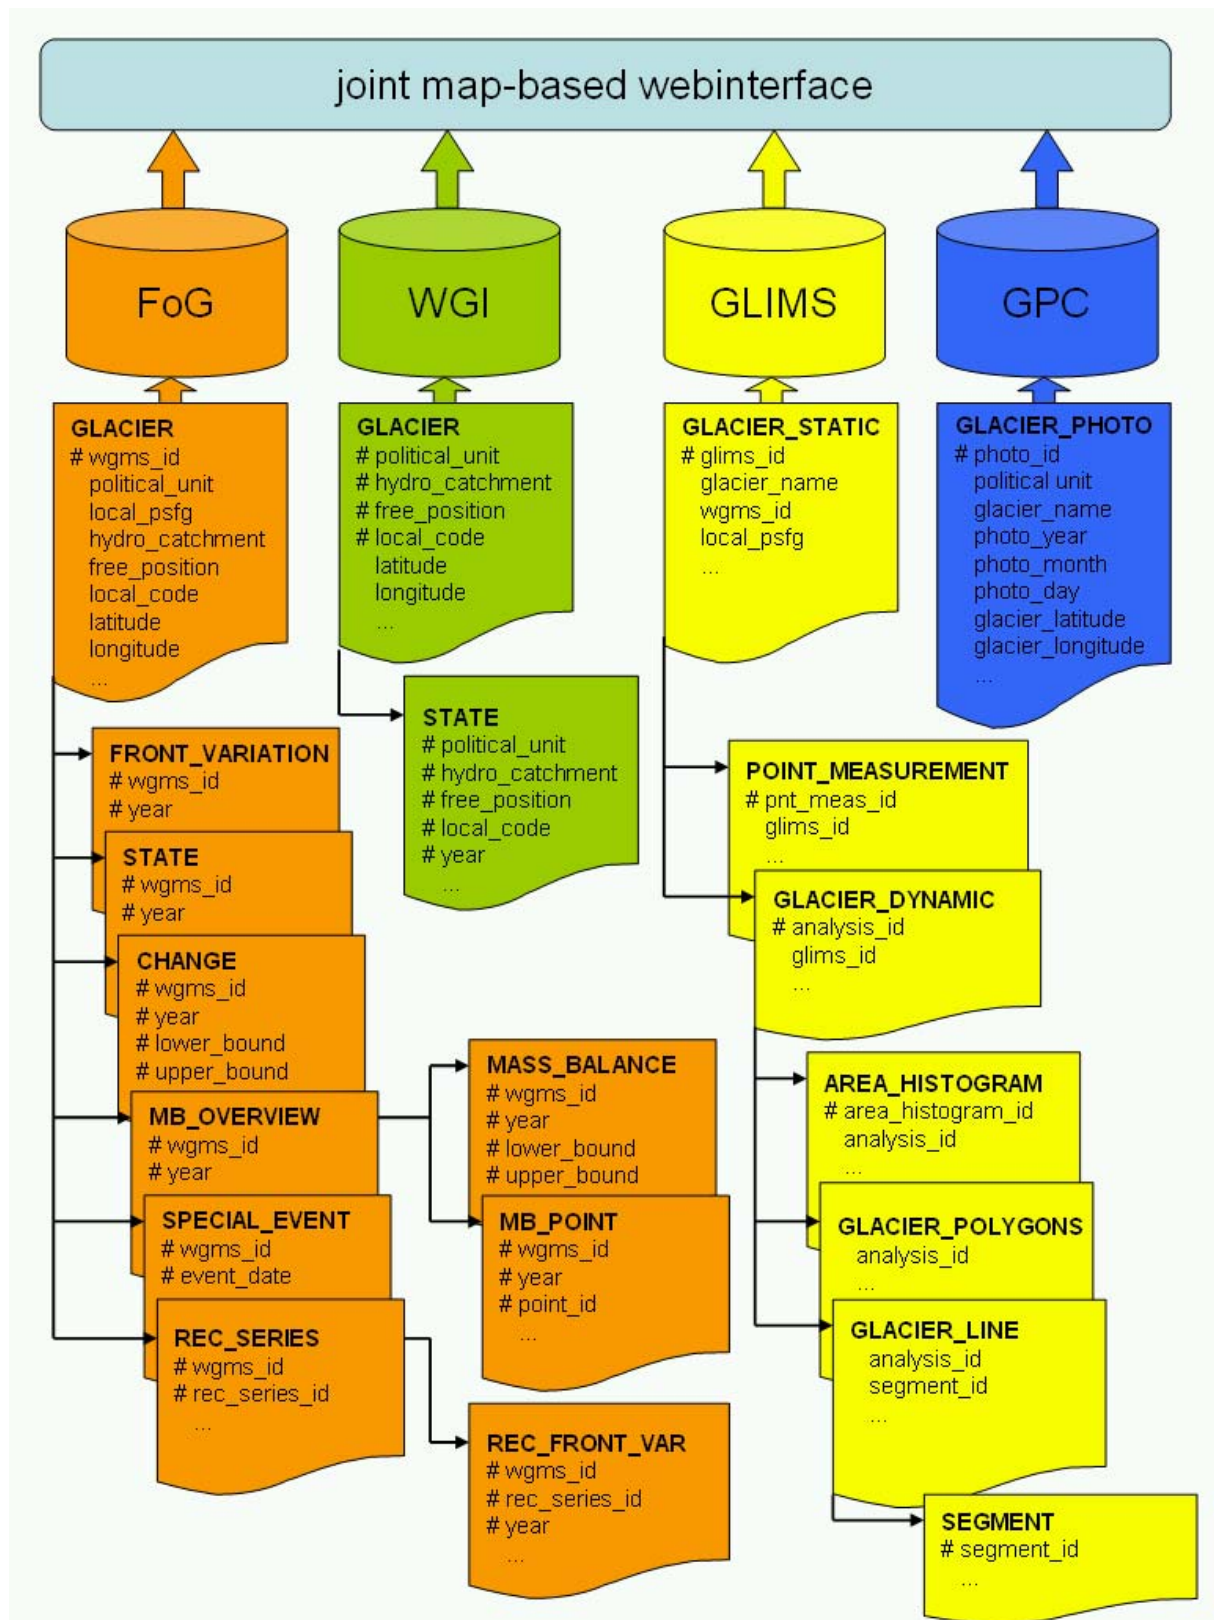 joint map-based webinterface
FoG
WGI
GLIMS
GPC
GLACIER
# wgms_id
political_unit
local_psfg
hydro_catchment
free_position
local_code
latitude
longitude
...
GLACIER
# political_unit
# hydro_catchment
# free_position
# local_code
latitude
longitude
...
GLACIER_STATIC
# glims_id
glacier_name
wgms_id
local_psfg
...
GLACIER_PHOTO
# photo_id
political unit
glacier_name
photo_year
photo_month
photo_day
glacier_latitude
glacier_longitude
...
FRONT_VARIATION
# wgms_id
# year
STATE
# wgms_id
# year
CHANGE
# wgms_id
# year
# lower_bound
# upper_bound
MB_OVERVIEW
# wgms_id
# year
SPECIAL_EVENT
# wgms_id
# event_date
REC_SERIES
# wgms_id
# rec_series_id
...
MASS_BALANCE
# wgms_id
# year
# lower_bound
# upper_bound
MB_POINT
# wgms_id
# year
# point_id
...
REC_FRONT_VAR
# wgms_id
# rec_series_id
# year
...
STATE
# political_unit
# hydro_catchment
# free_position
# local_code
# year
...
POINT_MEASUREMENT
# pnt_meas_id
glims_id
...
GLACIER_DYNAMIC
# analysis_id
glims_id
...
AREA_HISTOGRAM
# area_histogram_id
analysis_id
...
GLACIER_POLYGONS
analysis_id
...
GLACIER_LINE
analysis_id
segment_id
...
SEGMENT
# segment_id
...